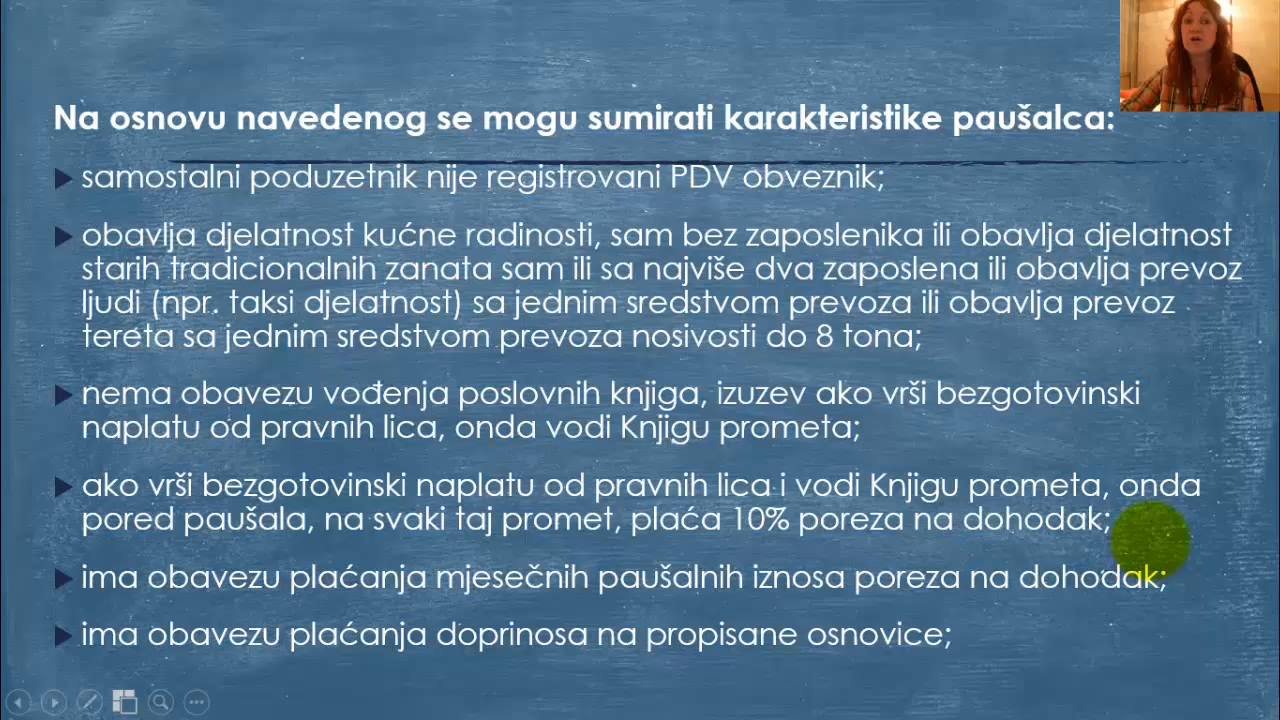 Na osnovu navedenog se mogu sumirati karakteristike paušalca:
samostalni poduzetnik nije registrovani PDV obveznik;
obavlja djelatnost kućne radinosti, sam bez zaposlenika ili obavlja djelatnost
starih tradicionalnih zanata sam ili sa najviše dva zaposlena ili obavlja prevoz
ljudi (npr. taksi djelatnost) sa jednim sredstvom prevoza ili obavlja prevoz
tereta sa jednim sredstvom prevoza nosivosti do 8 tona;
nema obavezu vođenja poslovnih knjiga, izuzev ako vrši bezgotovinski
naplatu od pravnih lica, onda vodi Knjigu prometa;
ako vrši bezgotovinski naplatu od pravnih lica i vodi Knjigu prometa, onda
pored paušala, na svaki taj promet, plaća 10% poreza na dohodak;
ima obavezu plaćanja mjesečnih paušalnih iznosa poreza na dohodak;
ima obavezu plaćanja doprinosa na propisane osnovice;